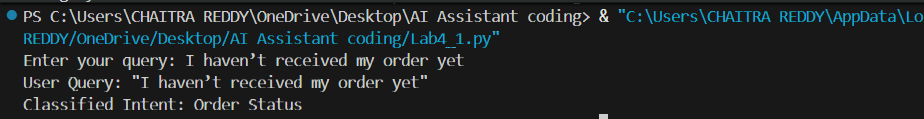 PS C:\Users\CHAITRA REDDY\OneDrive\Desktop\AI Assistant coding> & "C:\Users\CHAITRA REDDY\AppData\Lo
REDDY/OneDrive/Desktop/AI Assistant coding/Lab4_1.py"
Enter your query: I haven’t received my order yet
User Query: "I haven’t received my order yet"
Classified Intent: Order Status